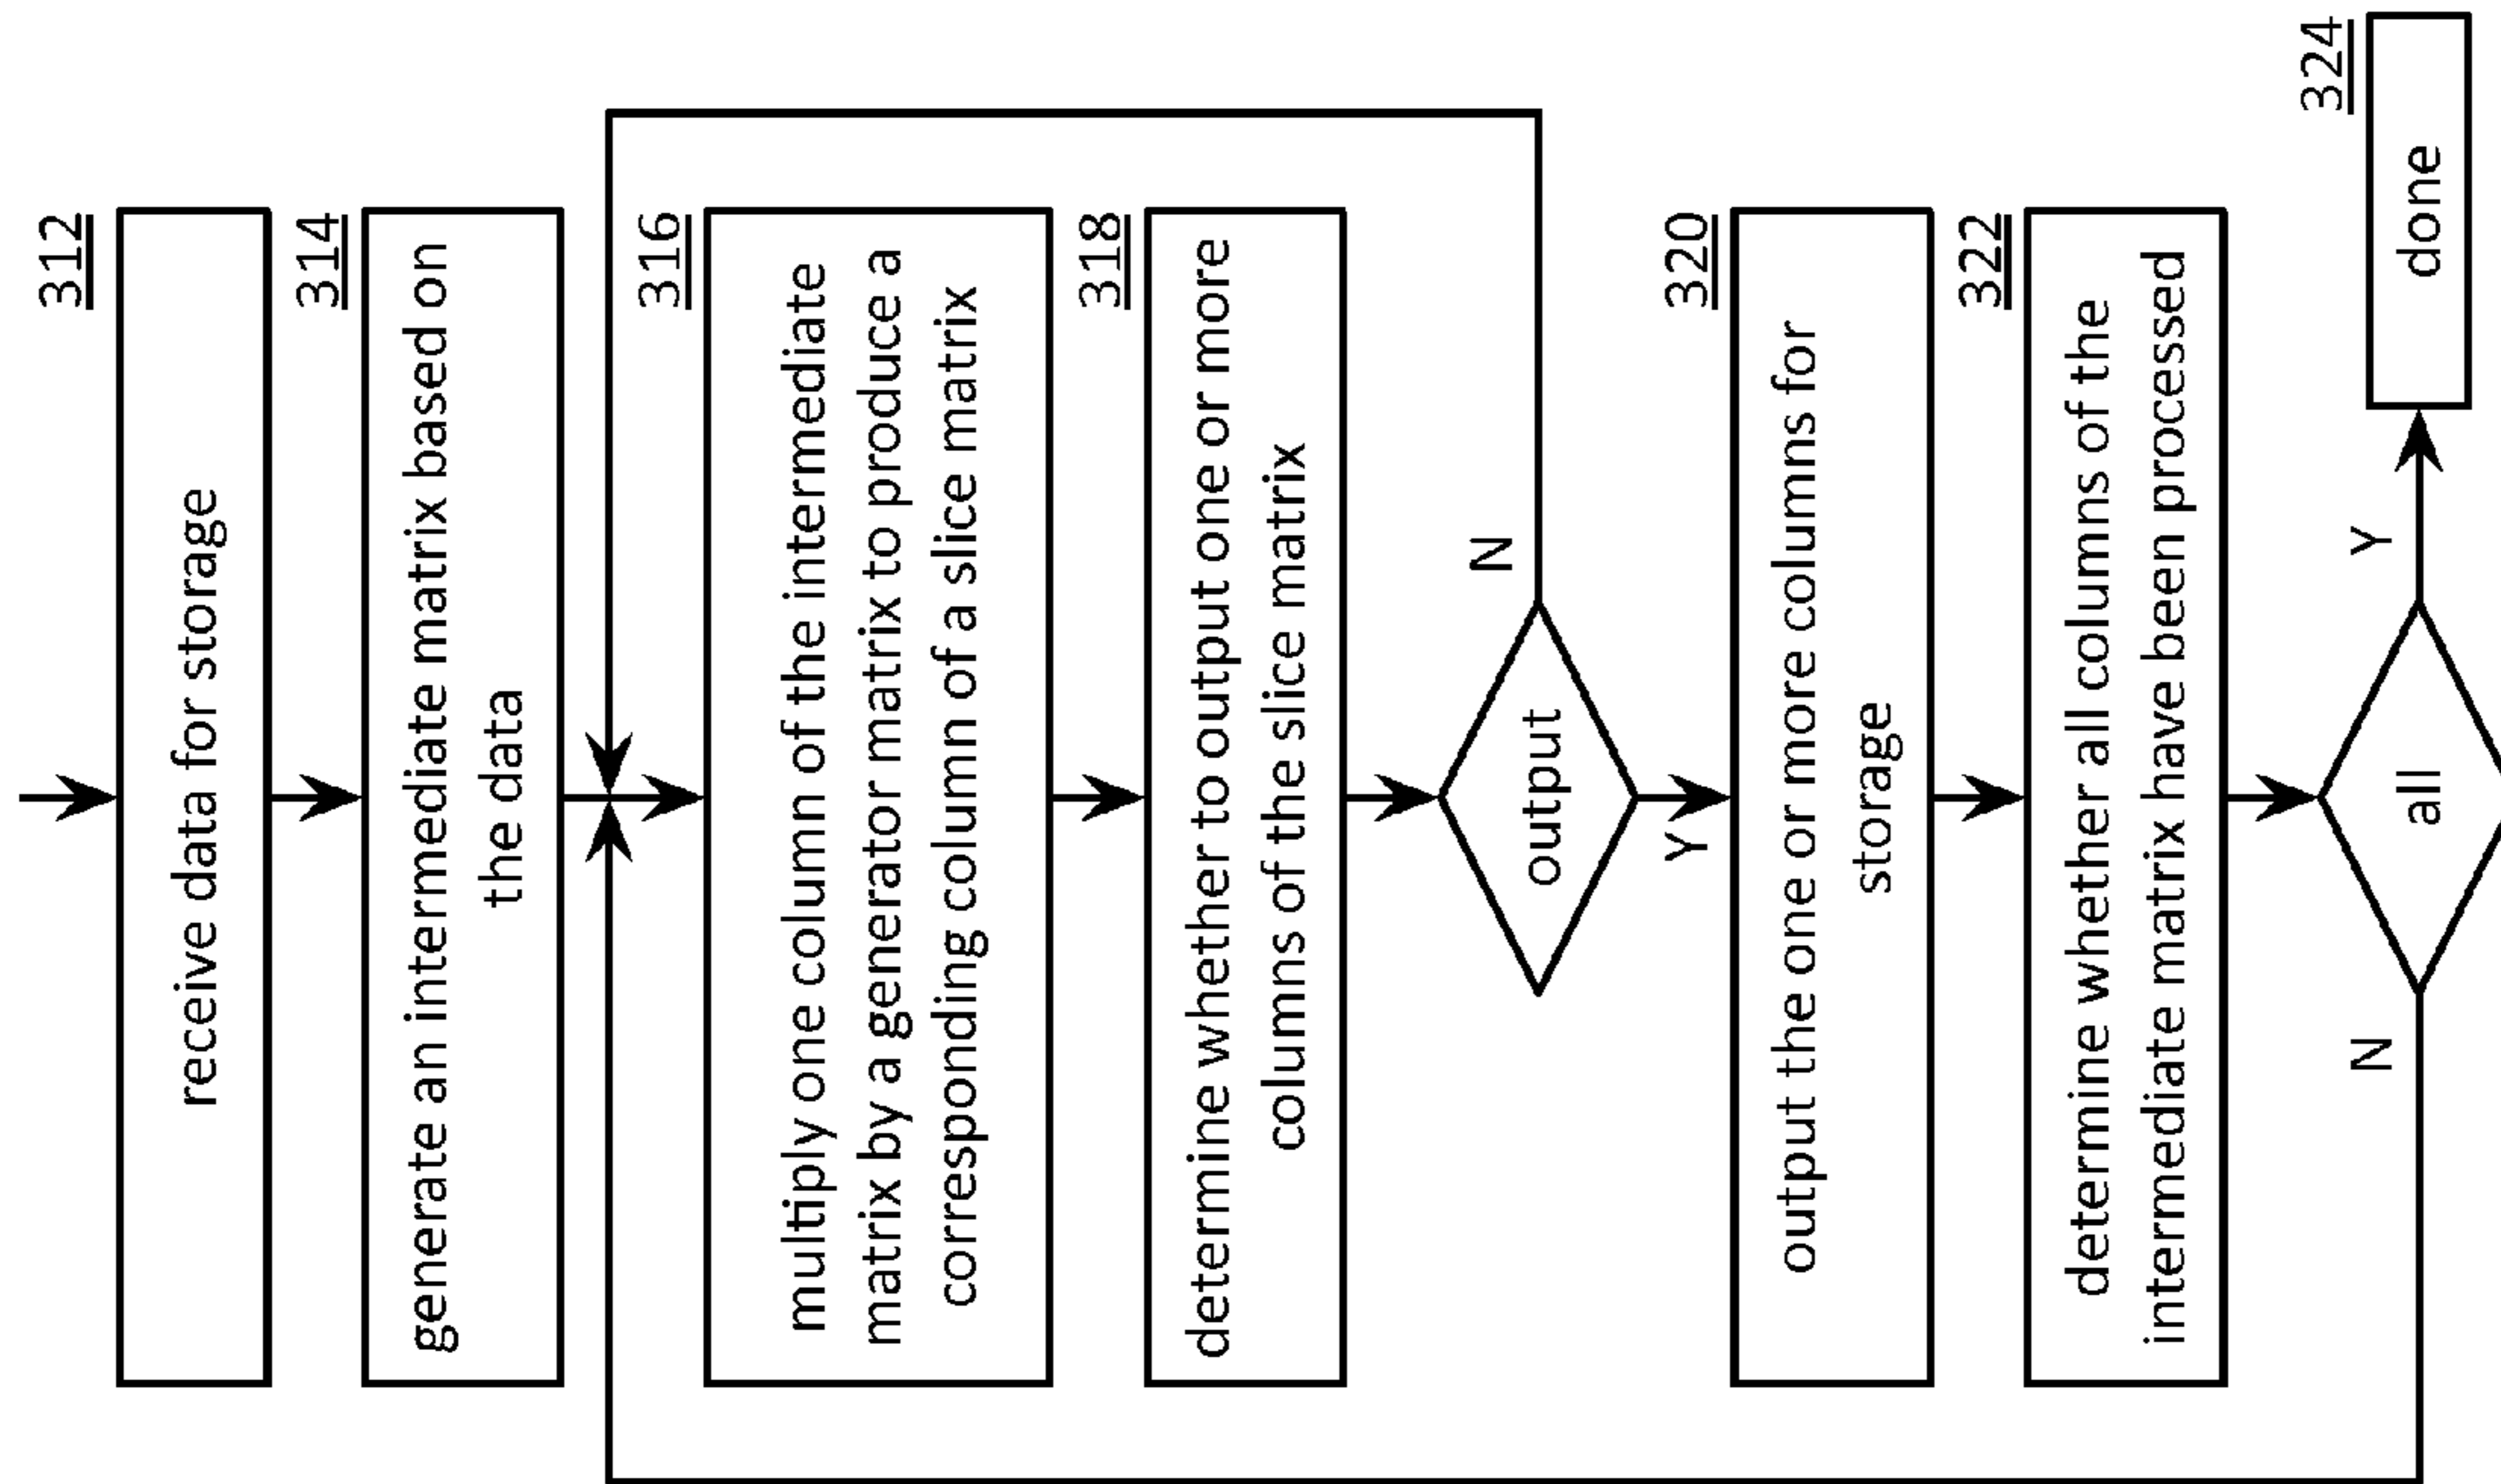 312
receive data for storage
314
generate an intermediate matrix based on
the data
316
multiply one column of the intermediate
matrix by a generator matrix to produce a
corresponding column of a slice matrix
318
determine whether to output one or more
columns of the slice matrix
output
N
Y
320
output the one or more columns for
storage
322
determine whether all columns of the
intermediate matrix have been processed
N
all
Y
324
done